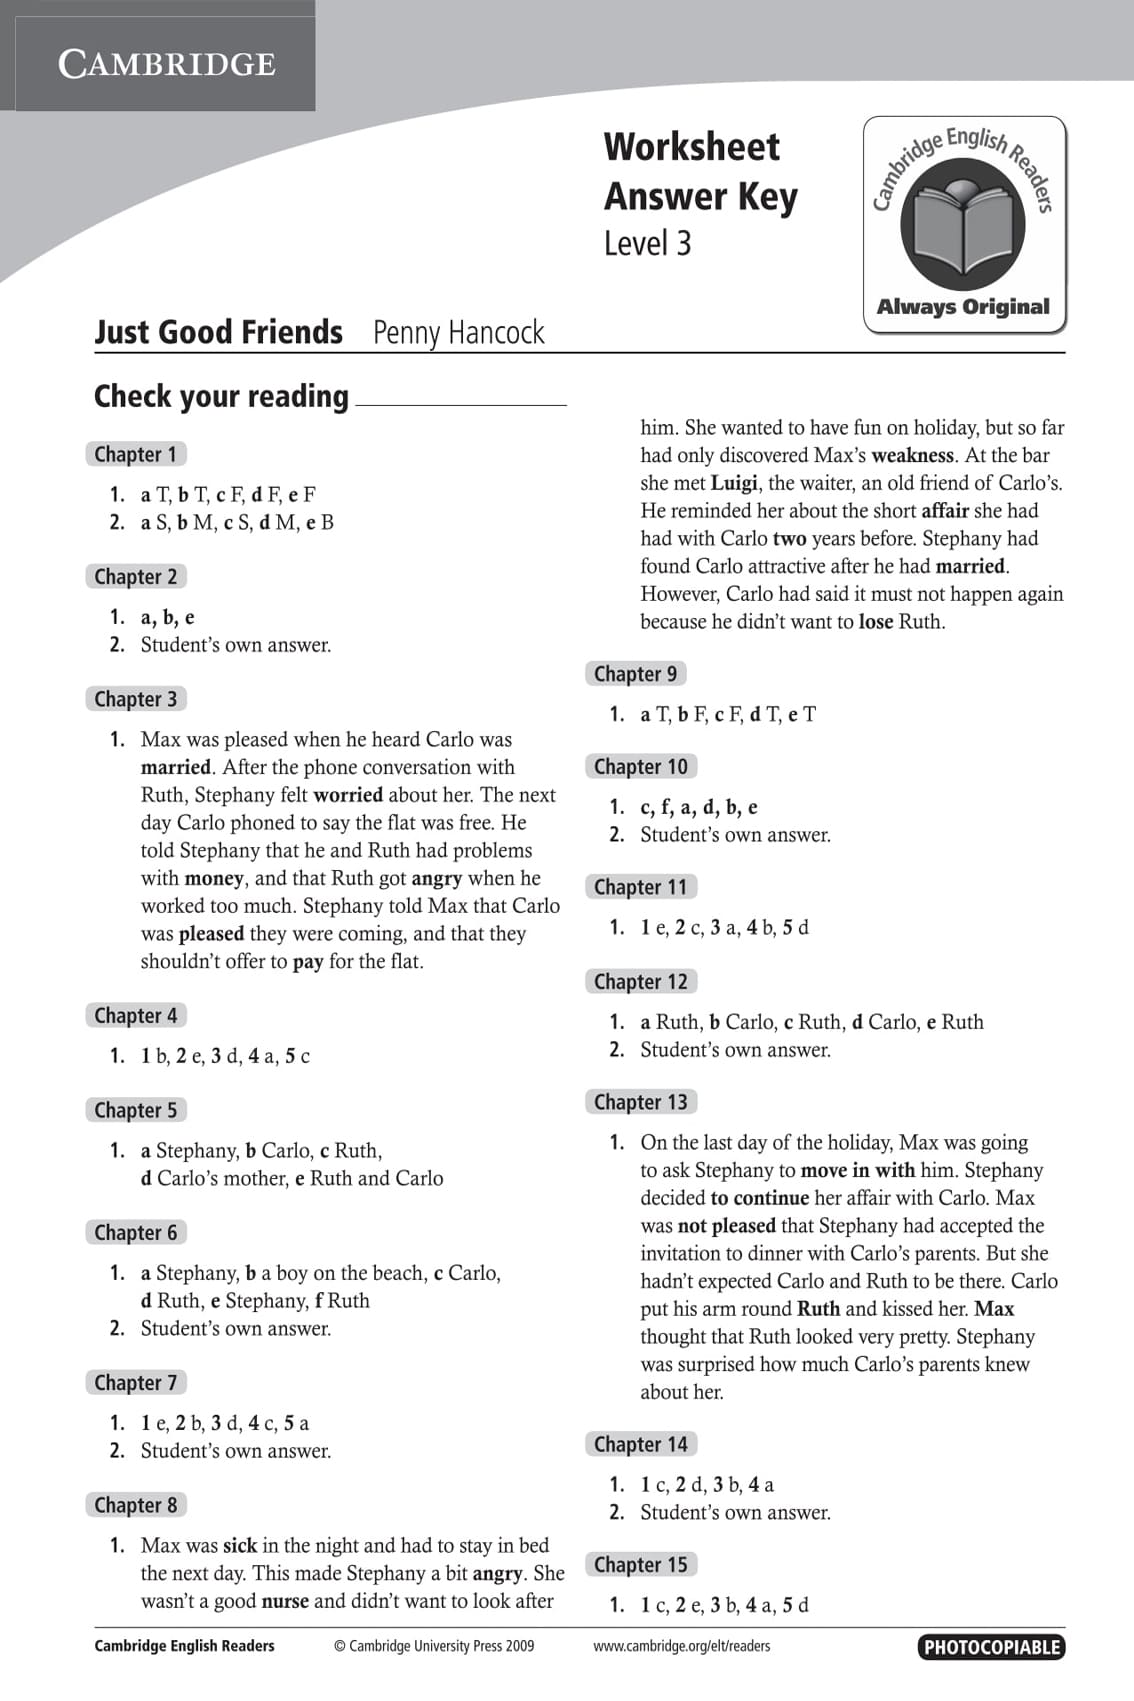 CAMBRIDGE
Worksheet
Answer Key
Level 3
Cambridge English Readers
Always Original
Just Good Friends Penny Hancock
Check your reading
Chapter 1
1. a T, b T, c F, d F, e F
2. a S, b M, c S, d M, e B
Chapter 2
1. a, b, e
2. Student’s own answer.
Chapter 3
1. Max was pleased when he heard Carlo was
married. After the phone conversation with
Ruth, Stephany felt worried about her. The next
day Carlo phoned to say the flat was free. He
told Stephany that he and Ruth had problems
with money, and that Ruth got angry when he
worked too much. Stephany told Max that Carlo
was pleased they were coming, and that they
shouldn’t offer to pay for the flat.
Chapter 4
1. 1 b, 2 e, 3 d, 4 a, 5 c
Chapter 5
1. a Stephany, b Carlo, c Ruth,
d Carlo’s mother, e Ruth and Carlo
Chapter 6
1. a Stephany, b a boy on the beach, c Carlo,
d Ruth, e Stephany, f Ruth
2. Student’s own answer.
Chapter 7
1. 1 e, 2 b, 3 d, 4 c, 5 a
2. Student’s own answer.
Chapter 8
1. Max was sick in the night and had to stay in bed
the next day. This made Stephany a bit angry. She
wasn’t a good nurse and didn’t want to look after
him. She wanted to have fun on holiday, but so far
had only discovered Max’s weakness. At the bar
she met Luigi, the waiter, an old friend of Carlo’s.
He reminded her about the short affair she had
had with Carlo two years before. Stephany had
found Carlo attractive after he had married.
However, Carlo had said it must not happen again
because he didn’t want to lose Ruth.
Chapter 9
1. a T, b F, c F, d T, e T
Chapter 10
1. c, f, a, d, b, e
2. Student’s own answer.
Chapter 11
1. 1 e, 2 c, 3 a, 4 b, 5 d
Chapter 12
1. a Ruth, b Carlo, c Ruth, d Carlo, e Ruth
2. Student’s own answer.
Chapter 13
1. On the last day of the holiday, Max was going
to ask Stephany to move in with him. Stephany
decided to continue her affair with Carlo. Max
was not pleased that Stephany had accepted the
invitation to dinner with Carlo’s parents. But she
hadn’t expected Carlo and Ruth to be there. Carlo
put his arm round Ruth and kissed her. Max
thought that Ruth looked very pretty. Stephany
was surprised how much Carlo’s parents knew
about her.
Chapter 14
1. 1 c, 2 d, 3 b, 4 a
2. Student’s own answer.
Chapter 15
1. 1 c, 2 e, 3 b, 4 a, 5 d
Cambridge English Readers © Cambridge University Press 2009 www.cambridge.org/elt/readers PHOTOCOPIABLE